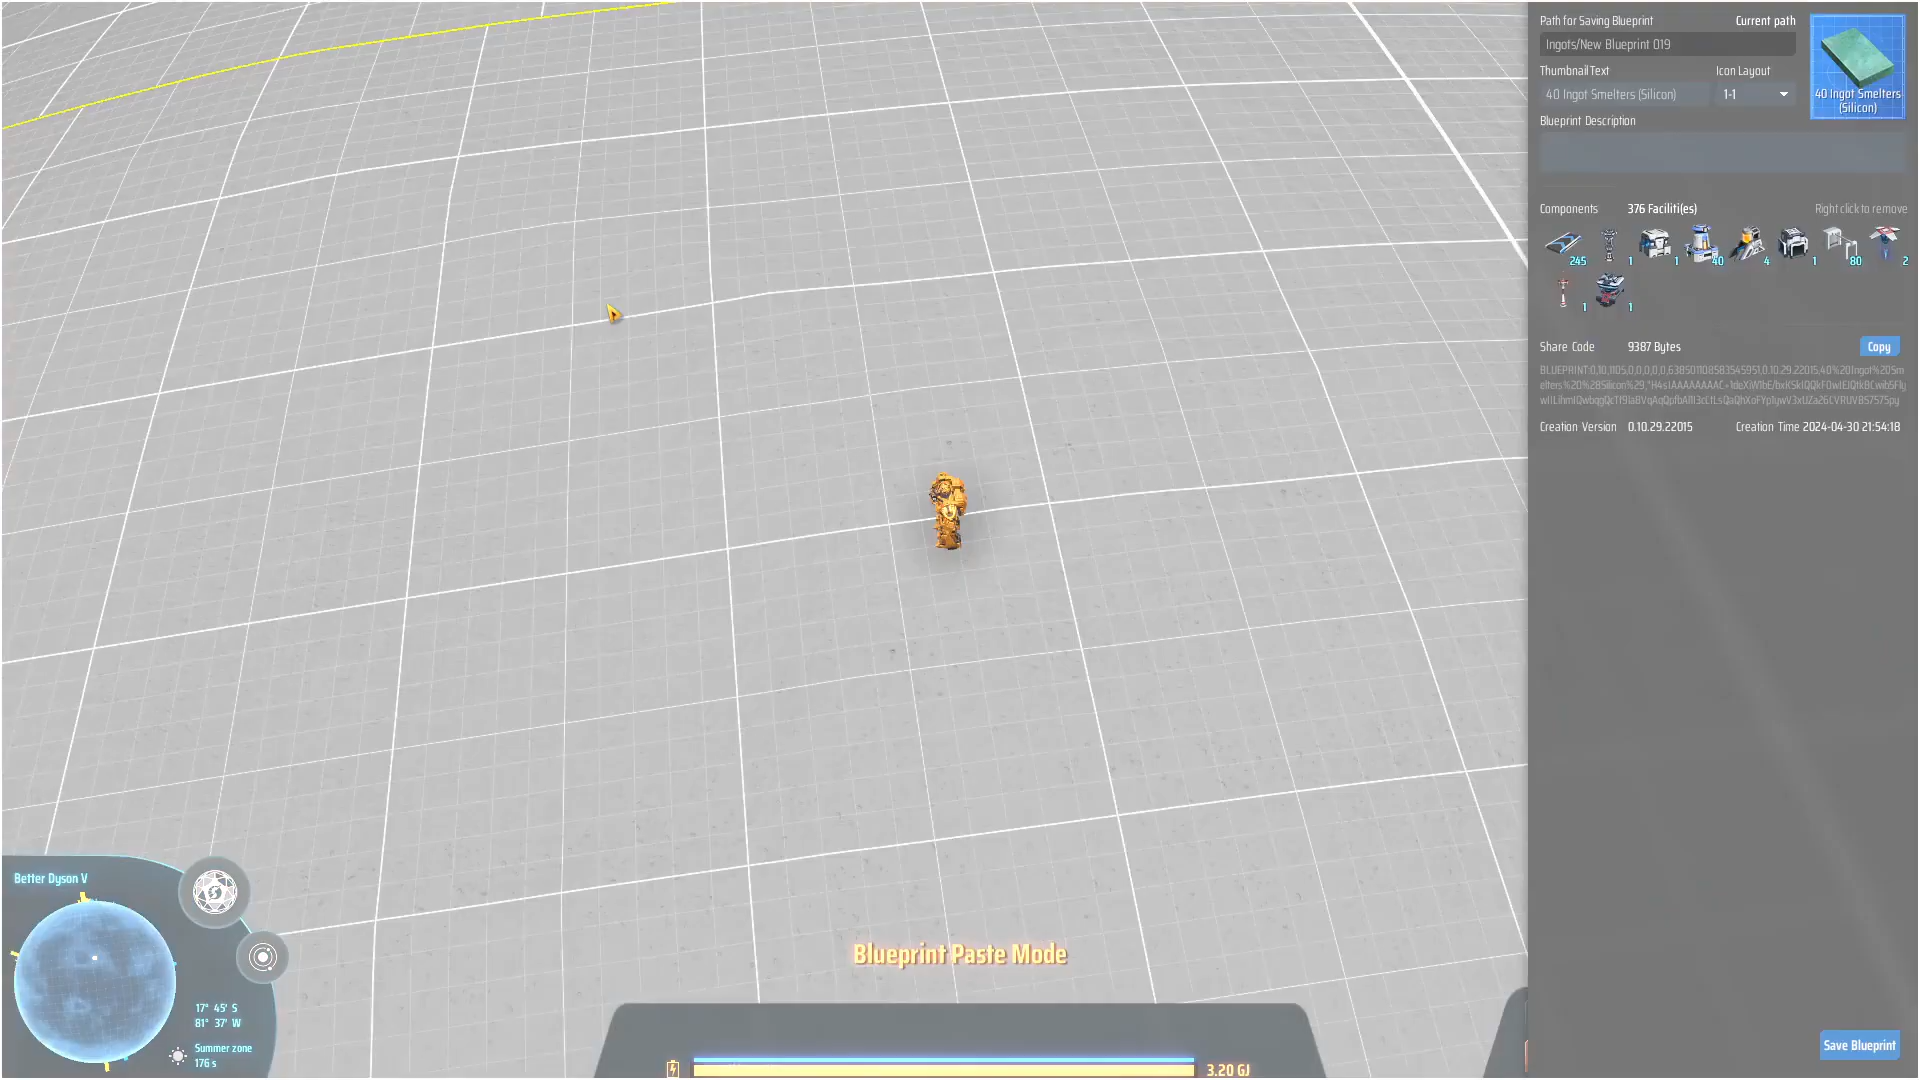 Path for Saving Blueprint Current path
Ingots/New Blueprint 019
Thumbnail Text Icon Layout
40 Ingot Smelters (Silicon) 1-1
40 Ingot Smelters
(Silicon)
Blueprint Description
Components 376 Faciliti(es) Right click to remove
245 1 1 40 4 1 80 2
1 1
Share Code 9387 Bytes Copy
Creation Version 0.10.29.22015 Creation Time 2024-04-30 21:54:18
Better Dyson V
17° 45' S
81° 37' W
Summer zone
176 s
Blueprint Paste Mode
3.20 GJ
Save Blueprint